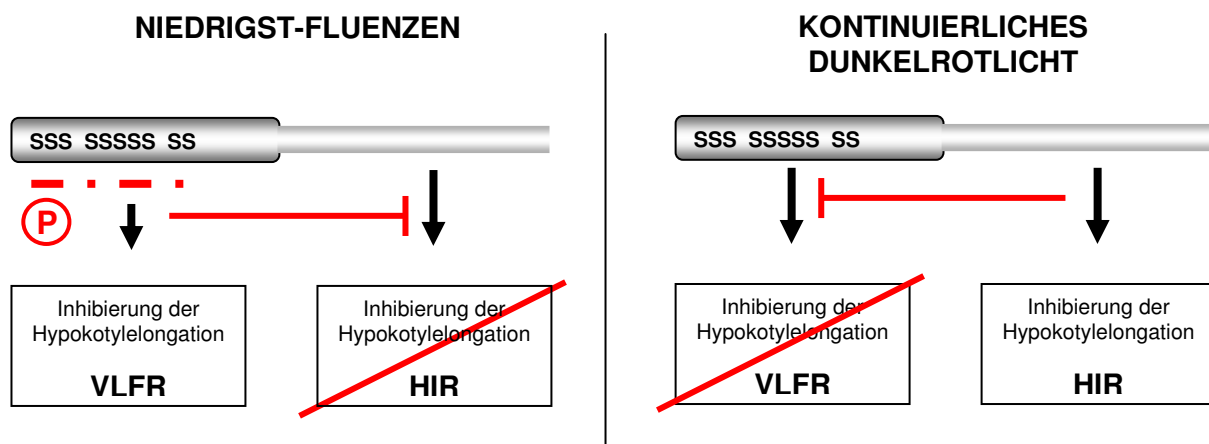 NIEDRIGST-FLUENZEN
SSS SSSSS SS
P
Inhibierung der
Hypokotylelongation
VLFR
Inhibierung der
Hypokotylelongation
HIR
KONTINUIERLICHES
DUNKELROTLICHT
SSS SSSSS SS
Inhibierung der
Hypokotylelongation
VLFR
Inhibierung der
Hypokotylelongation
HIR